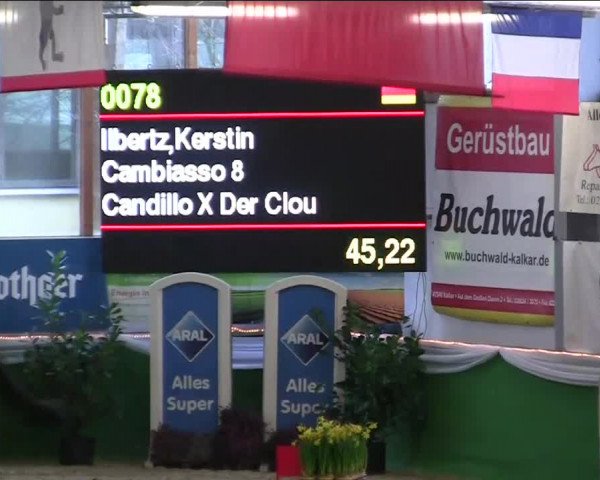 0078
Ilbertz,Kerstin
Cambiasso 8
Candillo X Der Clou
45,22
Gerüstbau
Buchwald
www.buchwald-kalkar.de
ARAL
Alles
Super
ARAL
Alles
Super